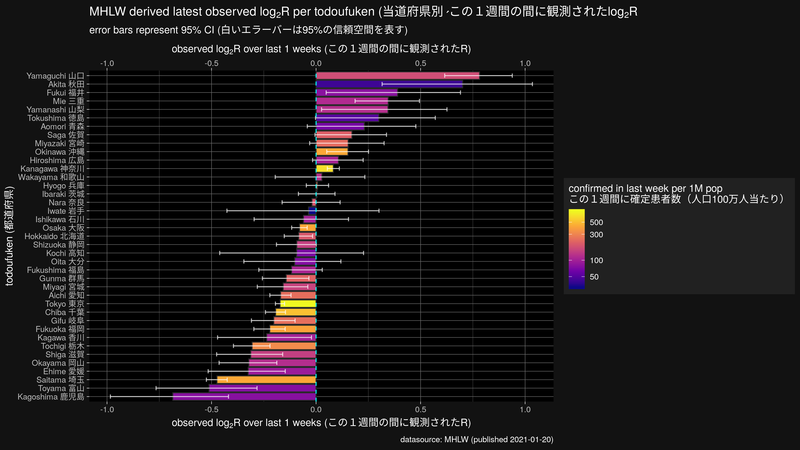 MHLW derived latest observed log₂R per todoufuken (当道府県別 -この１週間の間に観測されたlog₂R
error bars represent 95% CI (白いエラーバーは95%の信頼空間を表す)
observed log₂R over last 1 weeks (この１週間の間に観測されたR)
-1.0 -0.5 0.0 0.5 1.0
todoufuken (都道府県)
Yamaguchi 山口
Akita 秋田
Fukui 福井
Mie 三重
Yamanashi 山梨
Tokushima 徳島
Aomori 青森
Saga 佐賀
Miyazaki 宮崎
Okinawa 沖縄
Hiroshima 広島
Kanagawa 神奈川
Wakayama 和歌山
Hyogo 兵庫
Ibaraki 茨城
Nara 奈良
Iwate 岩手
Ishikawa 石川
Osaka 大阪
Hokkaido 北海道
Shizuoka 静岡
Kochi 高知
Oita 大分
Fukushima 福島
Gunma 群馬
Miyagi 宮城
Aichi 愛知
Tokyo 東京
Chiba 千葉
Gifu 岐阜
Fukuoka 福岡
Kagawa 香川
Tochigi 栃木
Shiga 滋賀
Okayama 岡山
Ehime 愛媛
Saitama 埼玉
Toyama 富山
Kagoshima 鹿児島
-1.0 -0.5 0.0 0.5 1.0
observed log₂R over last 1 weeks (この１週間の間に観測されたR)
confirmed in last week per 1M pop
この１週間に確定患者数（人口100万人当たり）
500
300
100
50
datasource: MHLW (published 2021-01-20)